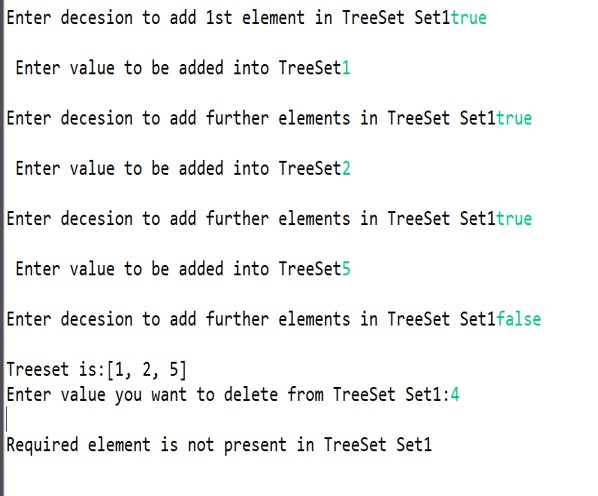 Enter decesion to add 1st element in TreeSet Set1true
Enter value to be added into TreeSet1
Enter decesion to add further elements in TreeSet Set1true
Enter value to be added into TreeSet2
Enter decesion to add further elements in TreeSet Set1true
Enter value to be added into TreeSet5
Enter decesion to add further elements in TreeSet Set1false
Treeset is:[1, 2, 5]
Enter value you want to delete from TreeSet Set1:4
Required element is not present in TreeSet Set1